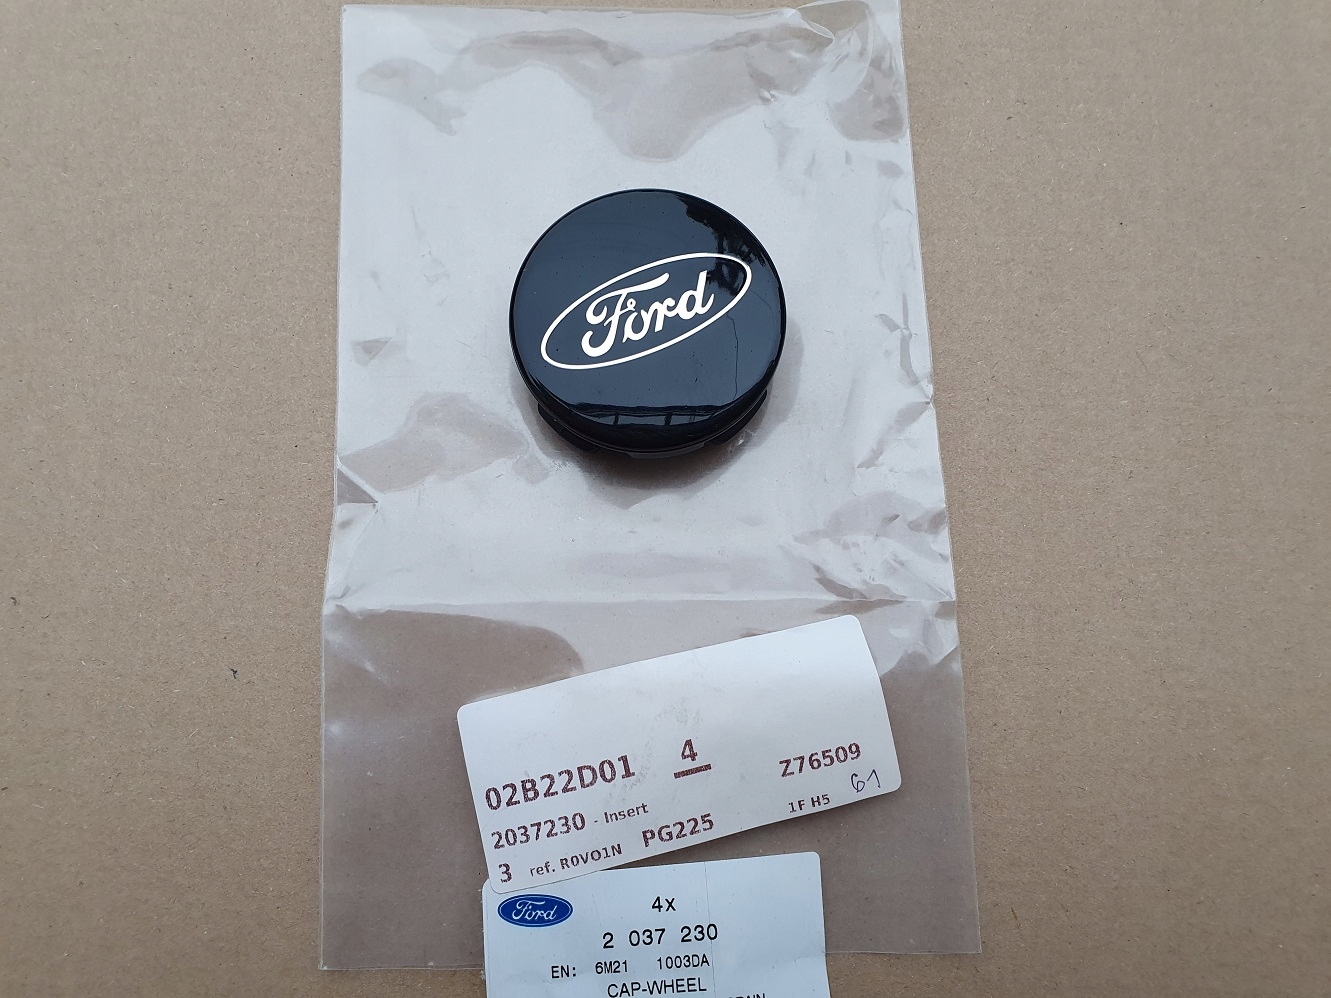 Ford
02B22D01 4 Z76509
2037230 - Insert 1F H5 61
3 ref. R0VO1N PG225
Ford
4x
2 037 230
EN: 6M21 1003DA
CAP-WHEEL